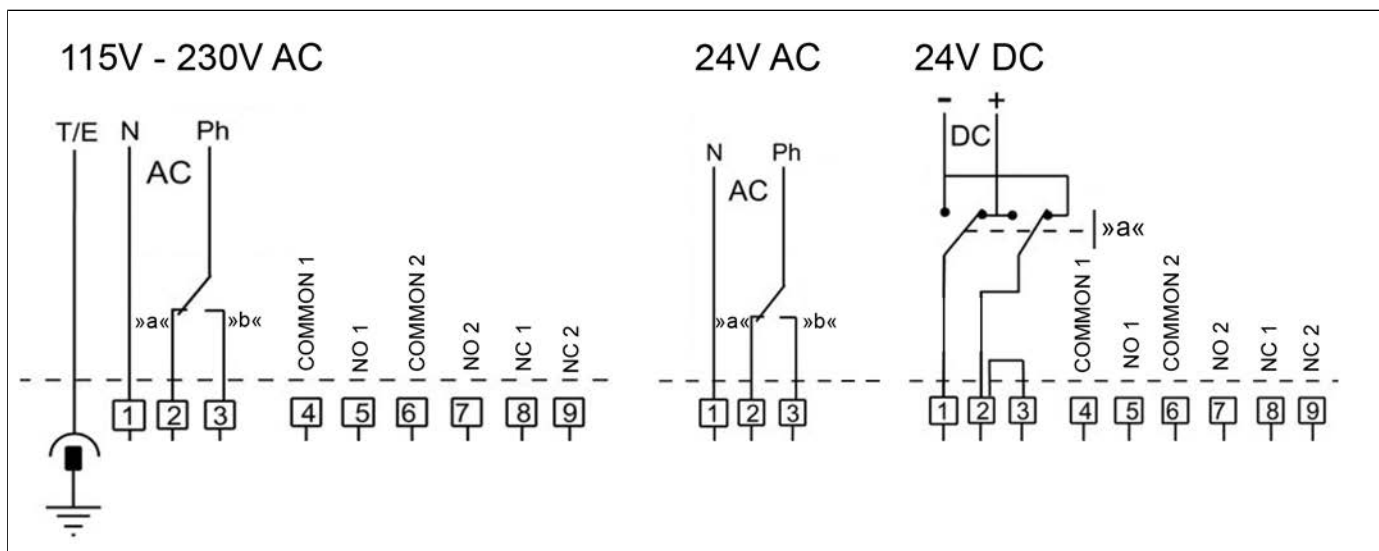 115V - 230V AC
24V AC
24V DC
- +
T/E N Ph
N Ph
DC
AC
AC
»a«
»a« »b«
»a« »b«
COMMON 1
NO 1
COMMON 2
NO 2
NC 1
NC 2
COMMON 1
NO 1
COMMON 2
NO 2
NC 1
NC 2
1 2 3 4 5 6 7 8 9
1 2 3
1 2 3 4 5 6 7 8 9